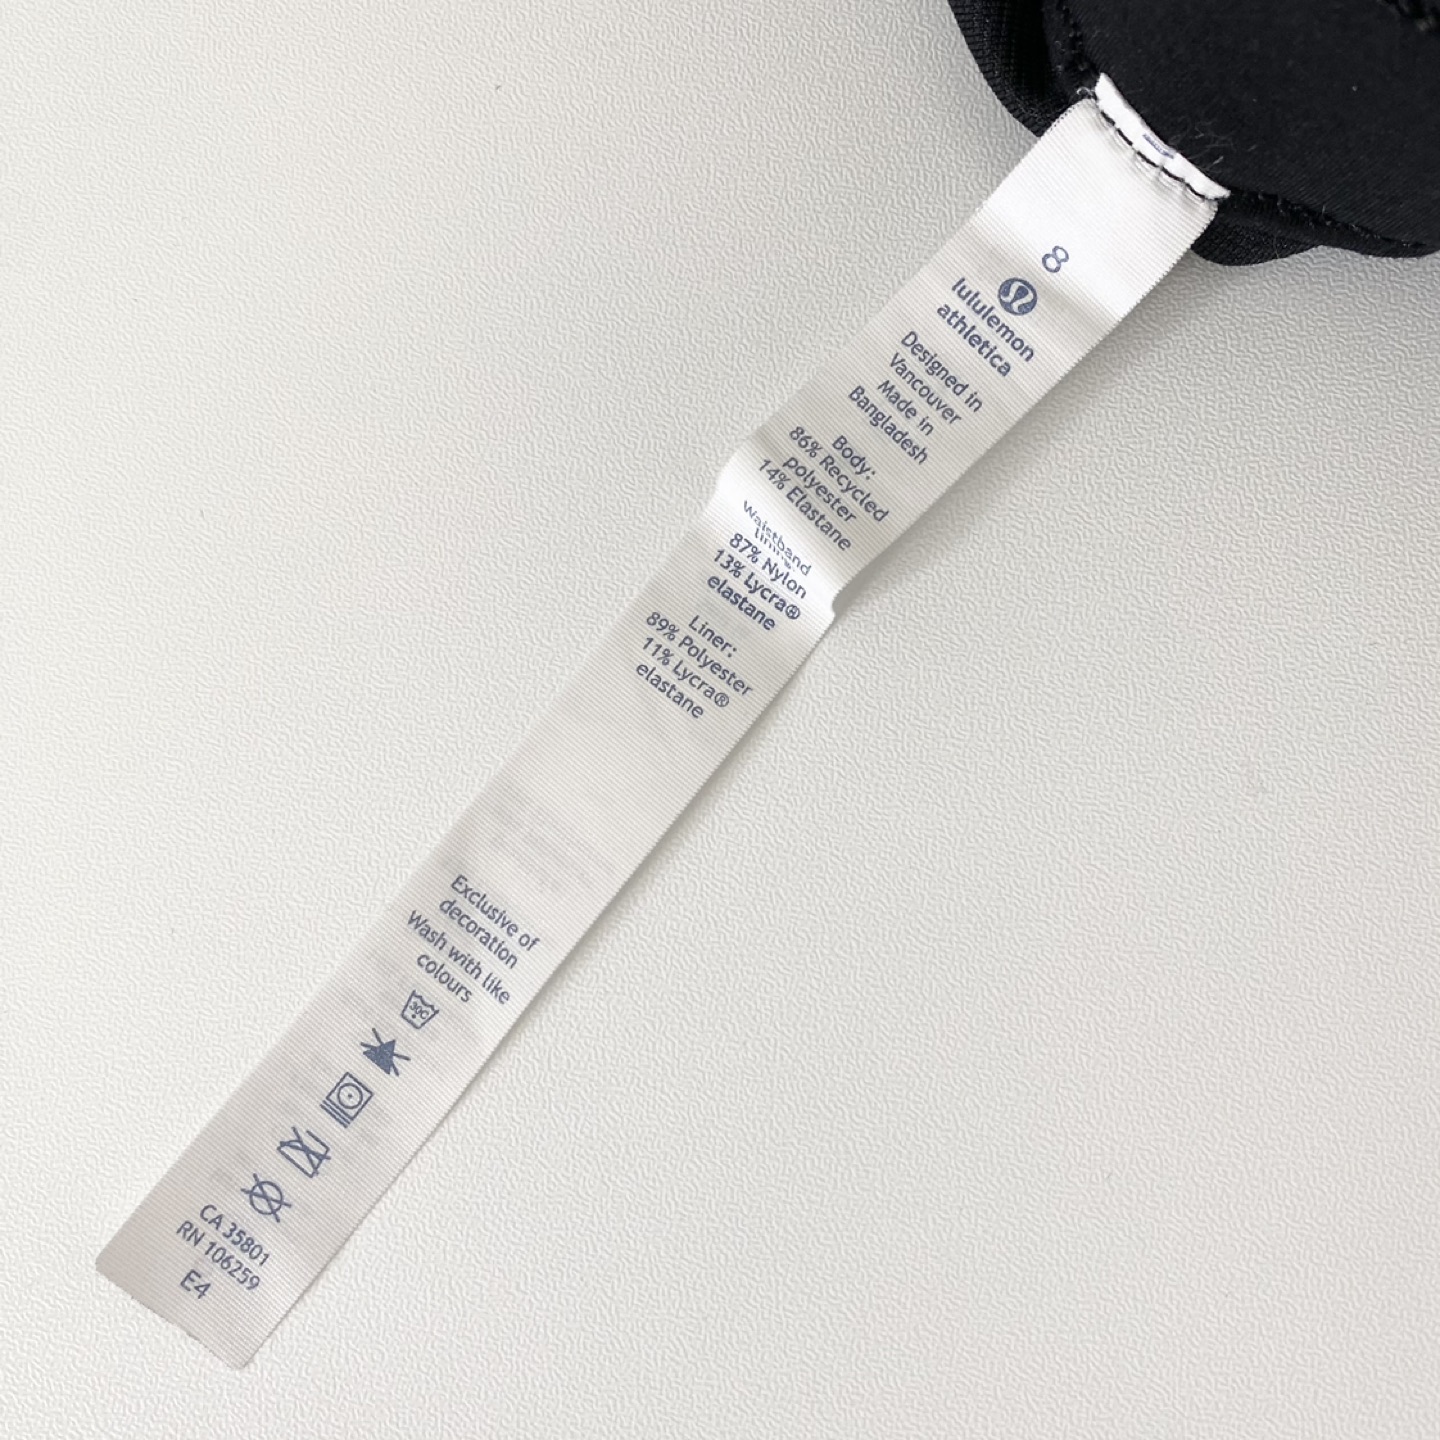 8
lululemon
athletica
Designed in
Vancouver
Made in
Bangladesh
Body:
86% Recycled
polyester
14% Elastane
Waistband
87% Nylon
13% Lycra®
elastane
Liner:
89% Polyester
11% Lycra®
elastane
Exclusive of
decoration
Wash with like
colours
30C
CA 35801
RN 106259
E4